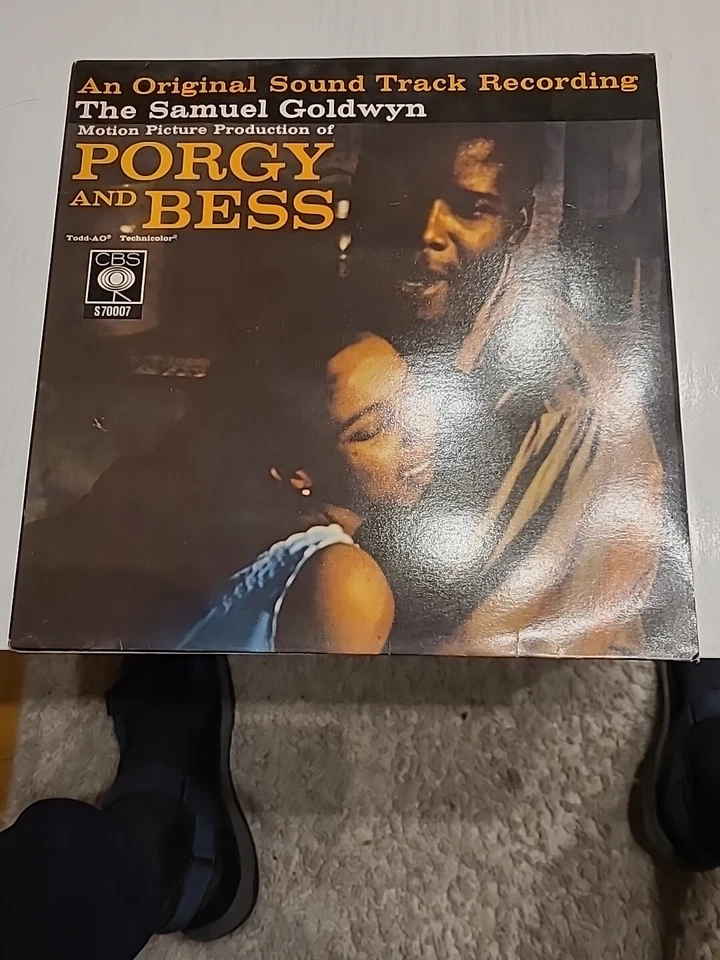 An Original Sound Track Recording
The Samuel Goldwyn
Motion Picture Production of
PORGY
AND BESS
Todd-AO® Technicolor®
CBS
S 70007